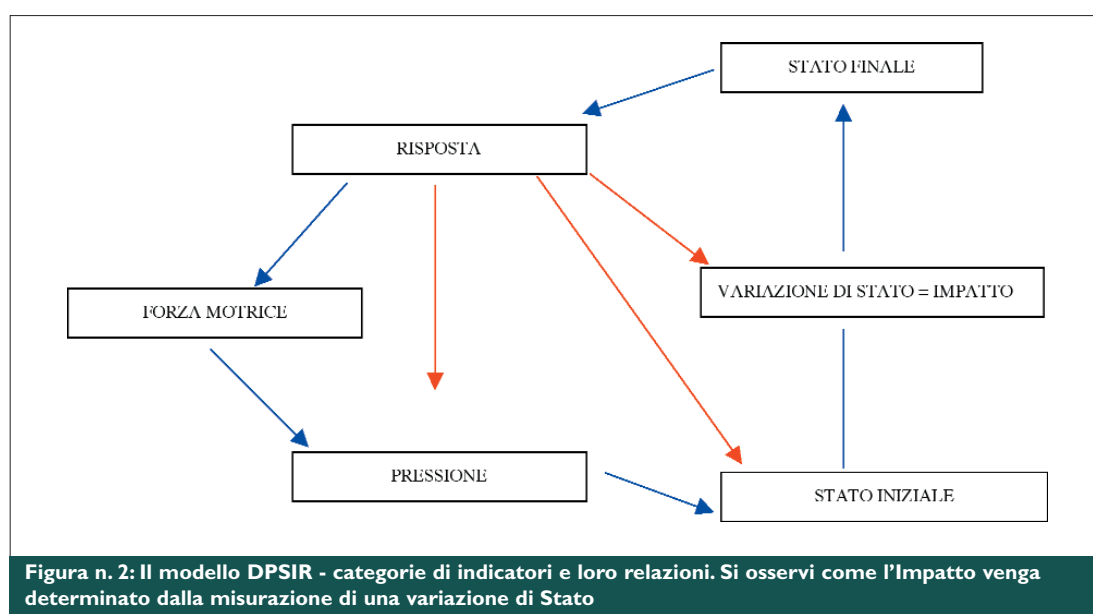 STATO FINALE
RISPOSTA
VARIAZIONE DI STATO = IMPATTO
FORZA MOTRICE
PRESSIONE
STATO INIZIALE
Figura n. 2: Il modello DPSIR - categorie di indicatori e loro relazioni. Si osservi come l'Impatto venga
determinato dalla misurazione di una variazione di Stato